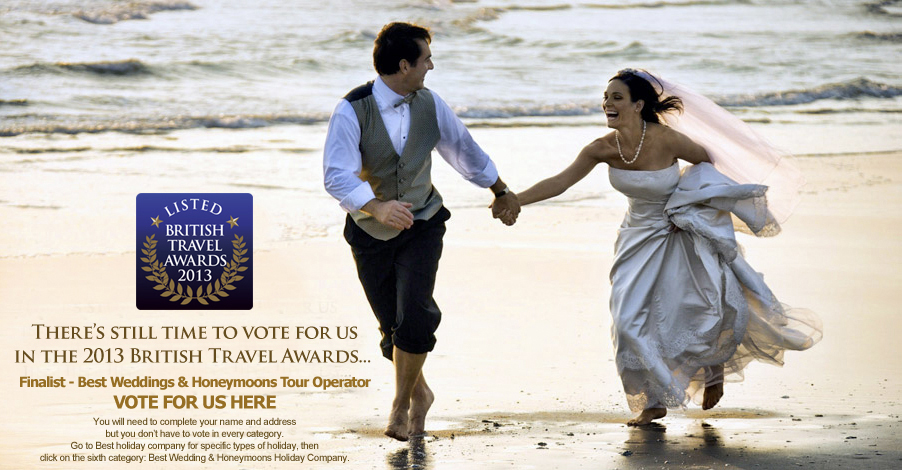 LISTED
BRITISH
TRAVEL
AWARDS
2013
There's still time to vote for us
in the 2013 British Travel Awards...
Finalist - Best Weddings & Honeymoons Tour Operator
VOTE FOR US HERE
You will need to complete your name and address
but you don't have to vote in every category.
Go to Best holiday company for specific types of holiday, then
click on the sixth category: Best Wedding & Honeymoons Holiday Company.